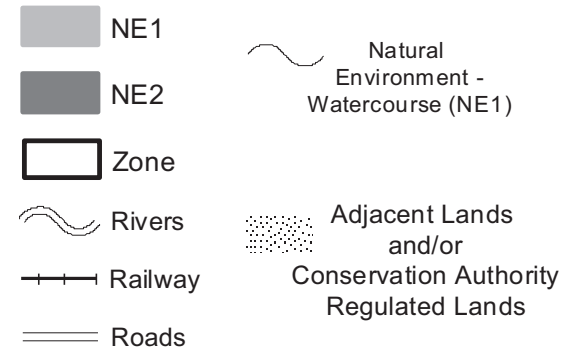 NE1
NE2
Zone
Rivers
Railway
Roads
Natural
Environment -
Watercourse (NE1)
Adjacent Lands
and/or
Conservation Authority
Regulated Lands